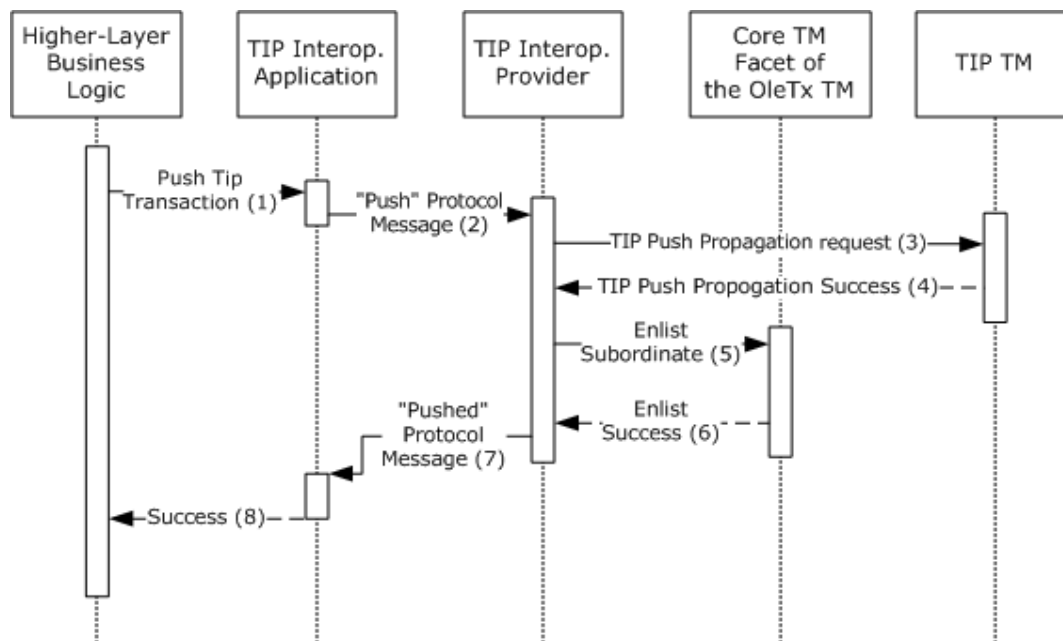 Higher-Layer
Business
Logic
TIP Interop.
Application
TIP Interop.
Provider
Core TM
Facet of
the OleTx TM
TIP TM
Push Tip
Transaction (1)
"Push" Protocol
Message (2)
TIP Push Propagation request (3)
TIP Push Propogation Success (4)
Enlist
Subordinate (5)
Enlist
Success (6)
"Pushed"
Protocol
Message (7)
Success (8)